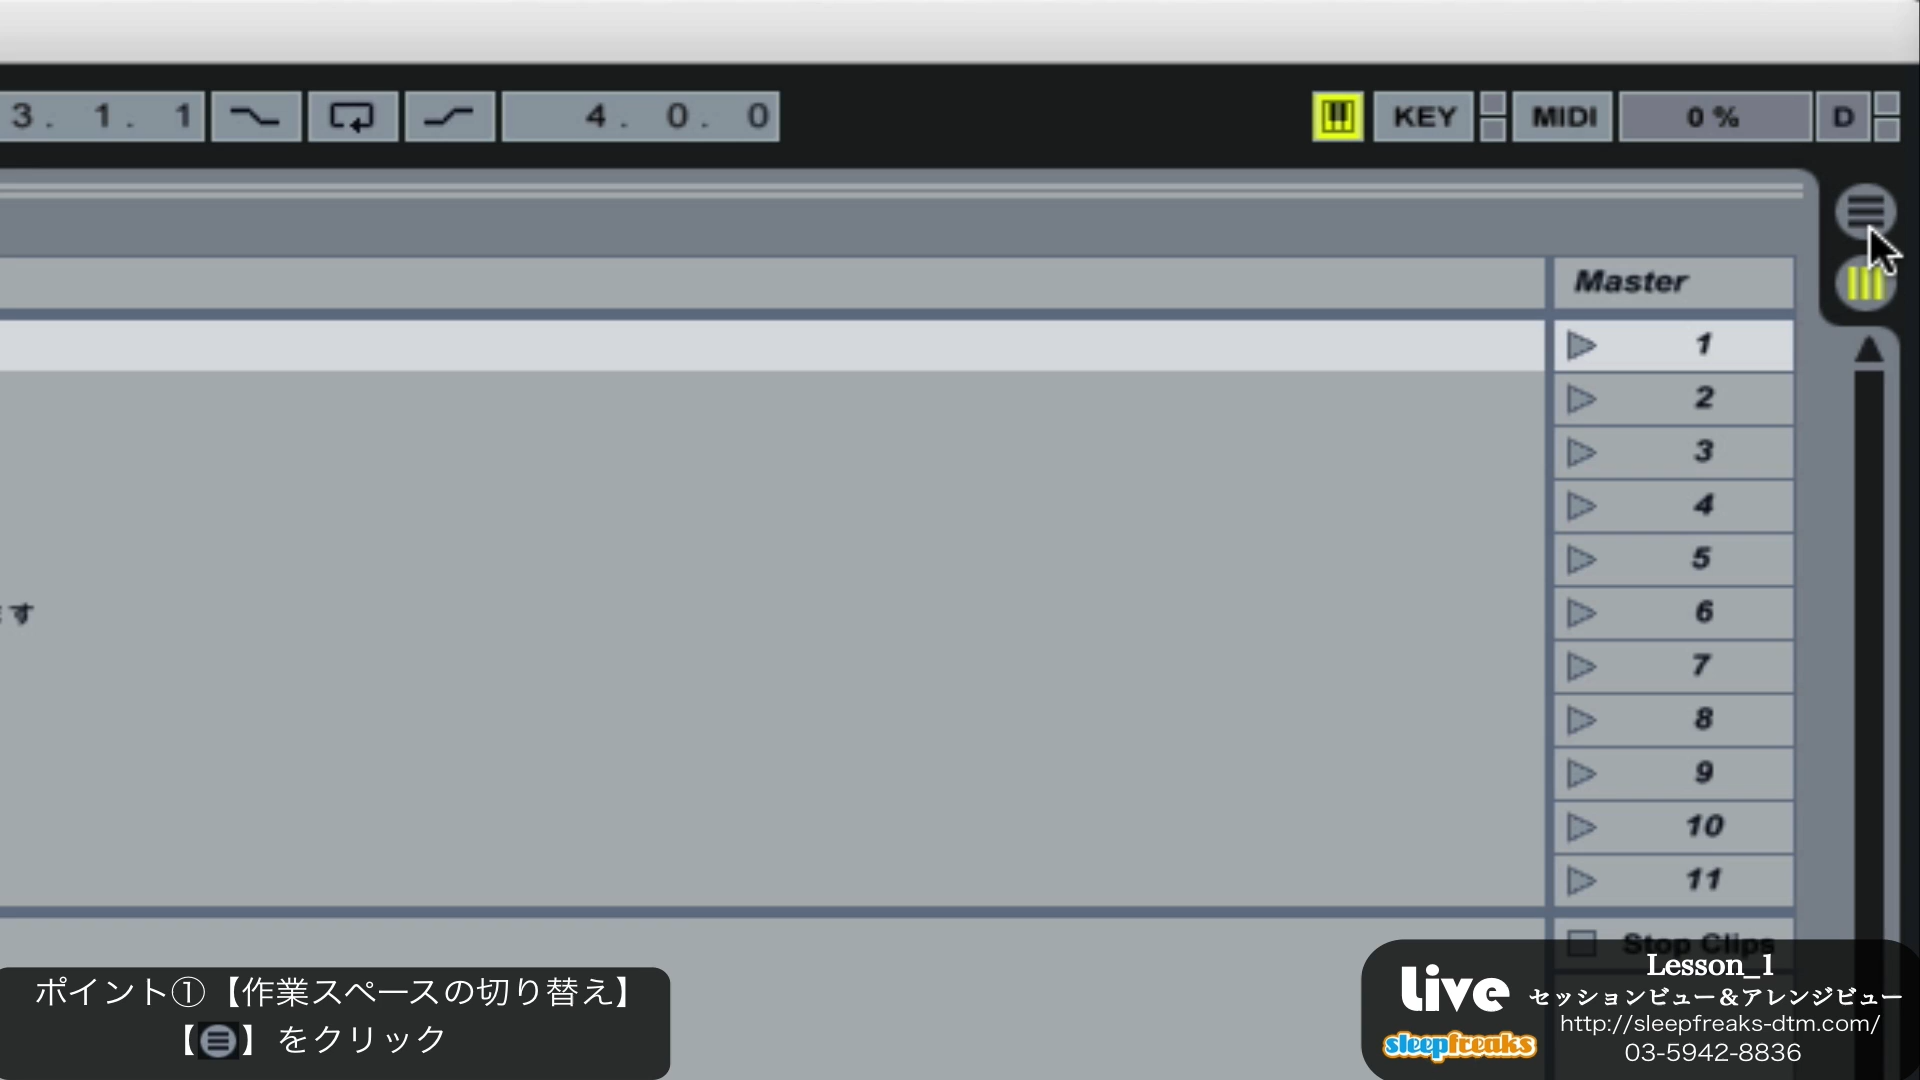 3. 1. 1
4. 0. 0
KEY
MIDI
0 %
D
Master
1
2
3
4
5
6
ます
7
8
9
10
11
Stop Clips
ポイント①【作業スペースの切り替え】
【】をクリック
Live
Lesson_1
セッションビュー&アレンジビュー
http://sleepfreaks-dtm.com/
sleepfreaks
03-5942-8836